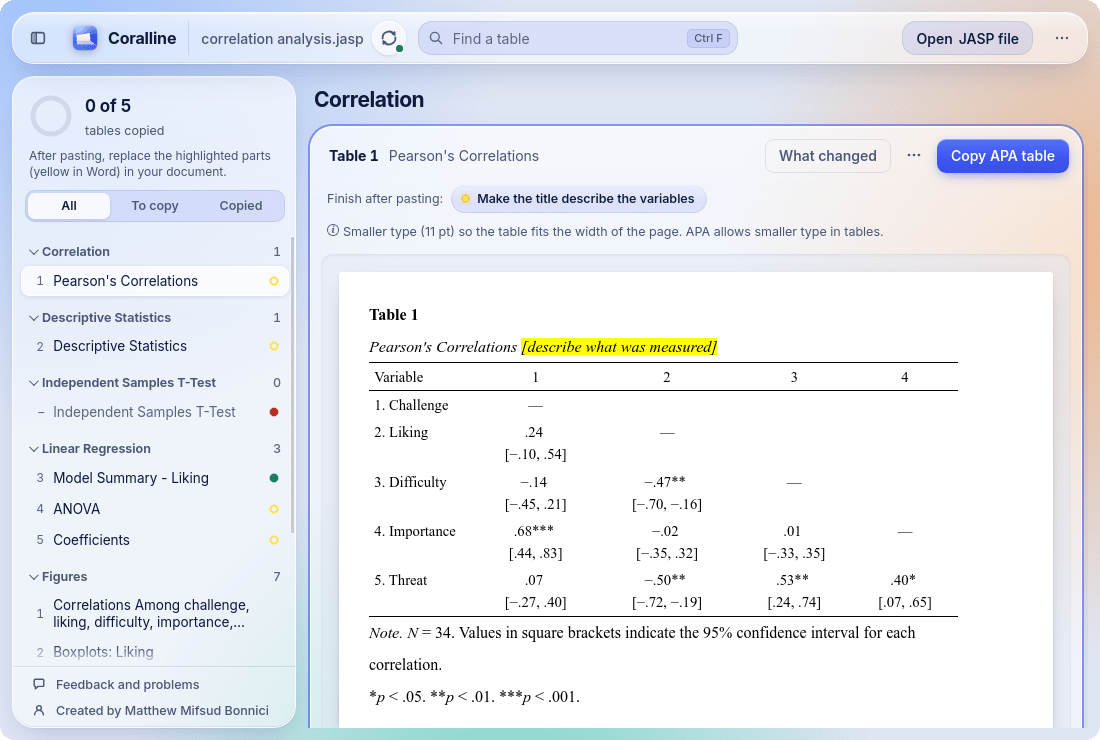 Coralline
correlation analysis.jasp
Find a table
Ctrl F
Open JASP file
0 of 5
tables copied
After pasting, replace the highlighted parts
(yellow in Word) in your document.
All To copy Copied
Correlation 1
1 Pearson's Correlations
Descriptive Statistics 1
2 Descriptive Statistics
Independent Samples T-Test 0
– Independent Samples T-Test
Linear Regression 3
3 Model Summary - Liking
4 ANOVA
5 Coefficients
Figures 7
1 Correlations Among challenge,
liking, difficulty, importance,...
2 Boxplots: Liking
Feedback and problems
Created by Matthew Mifsud Bonnici
Correlation
Table 1 Pearson's Correlations
What changed
Copy APA table
Finish after pasting: Make the title describe the variables
Smaller type (11 pt) so the table fits the width of the page. APA allows smaller type in tables.
Table 1
Pearson's Correlations [describe what was measured]
Variable 1 2 3 4
1. Challenge —
2. Liking .24 —
[−.10, .54]
3. Difficulty −.14 −.47** —
[−.45, .21] [−.70, −.16]
4. Importance .68*** −.02 .01 —
[.44, .83] [−.35, .32] [−.33, .35]
5. Threat .07 −.50** .53** .40*
[−.27, .40] [−.72, −.19] [.24, .74] [.07, .65]
Note. N = 34. Values in square brackets indicate the 95% confidence interval for each
correlation.
*p < .05. **p < .01. ***p < .001.